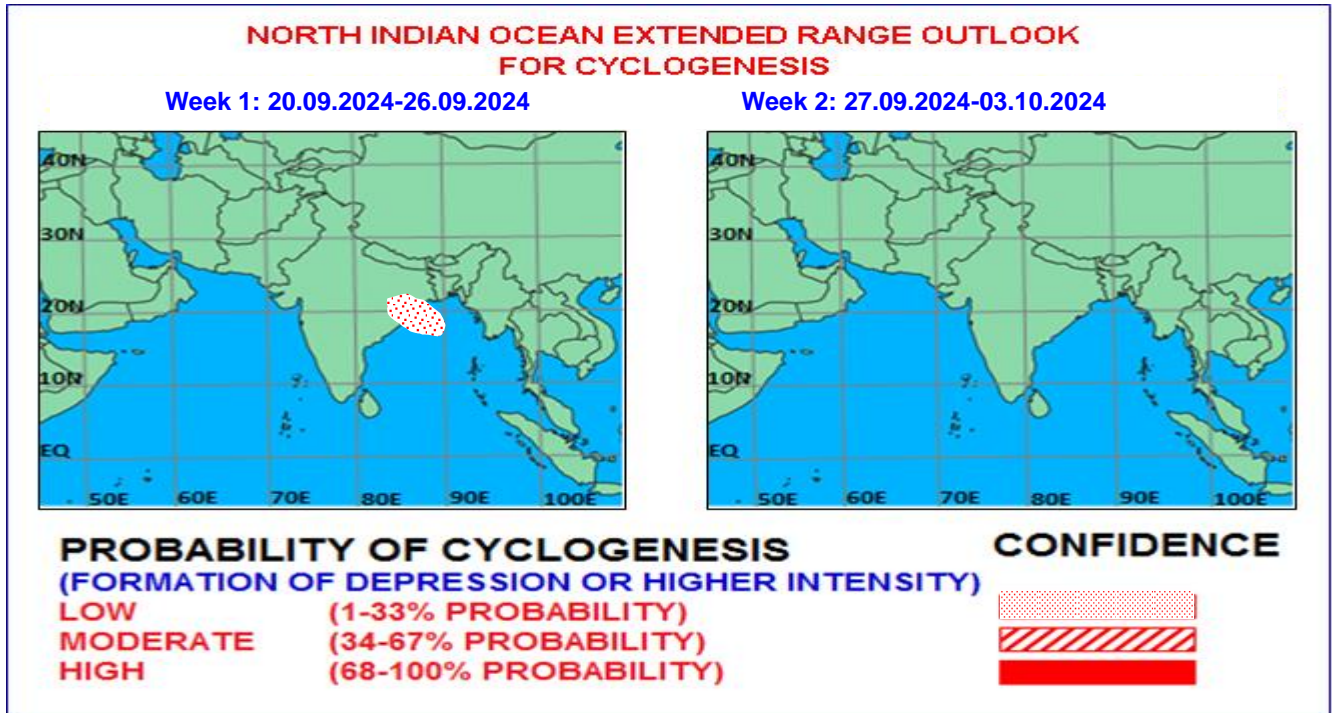 NORTH INDIAN OCEAN EXTENDED RANGE OUTLOOK
FOR CYCLOGENESIS
Week 1: 20.09.2024-26.09.2024
Week 2: 27.09.2024-03.10.2024
40N
30N
20N
10N
EQ
50E 60E 70E 80E 90E 100E
40N
30N
20N
10N
EQ
50E 60E 70E 80E 90E 100E
PROBABILITY OF CYCLOGENESIS
CONFIDENCE
(FORMATION OF DEPRESSION OR HIGHER INTENSITY)
LOW (1-33% PROBABILITY)
MODERATE (34-67% PROBABILITY)
HIGH (68-100% PROBABILITY)